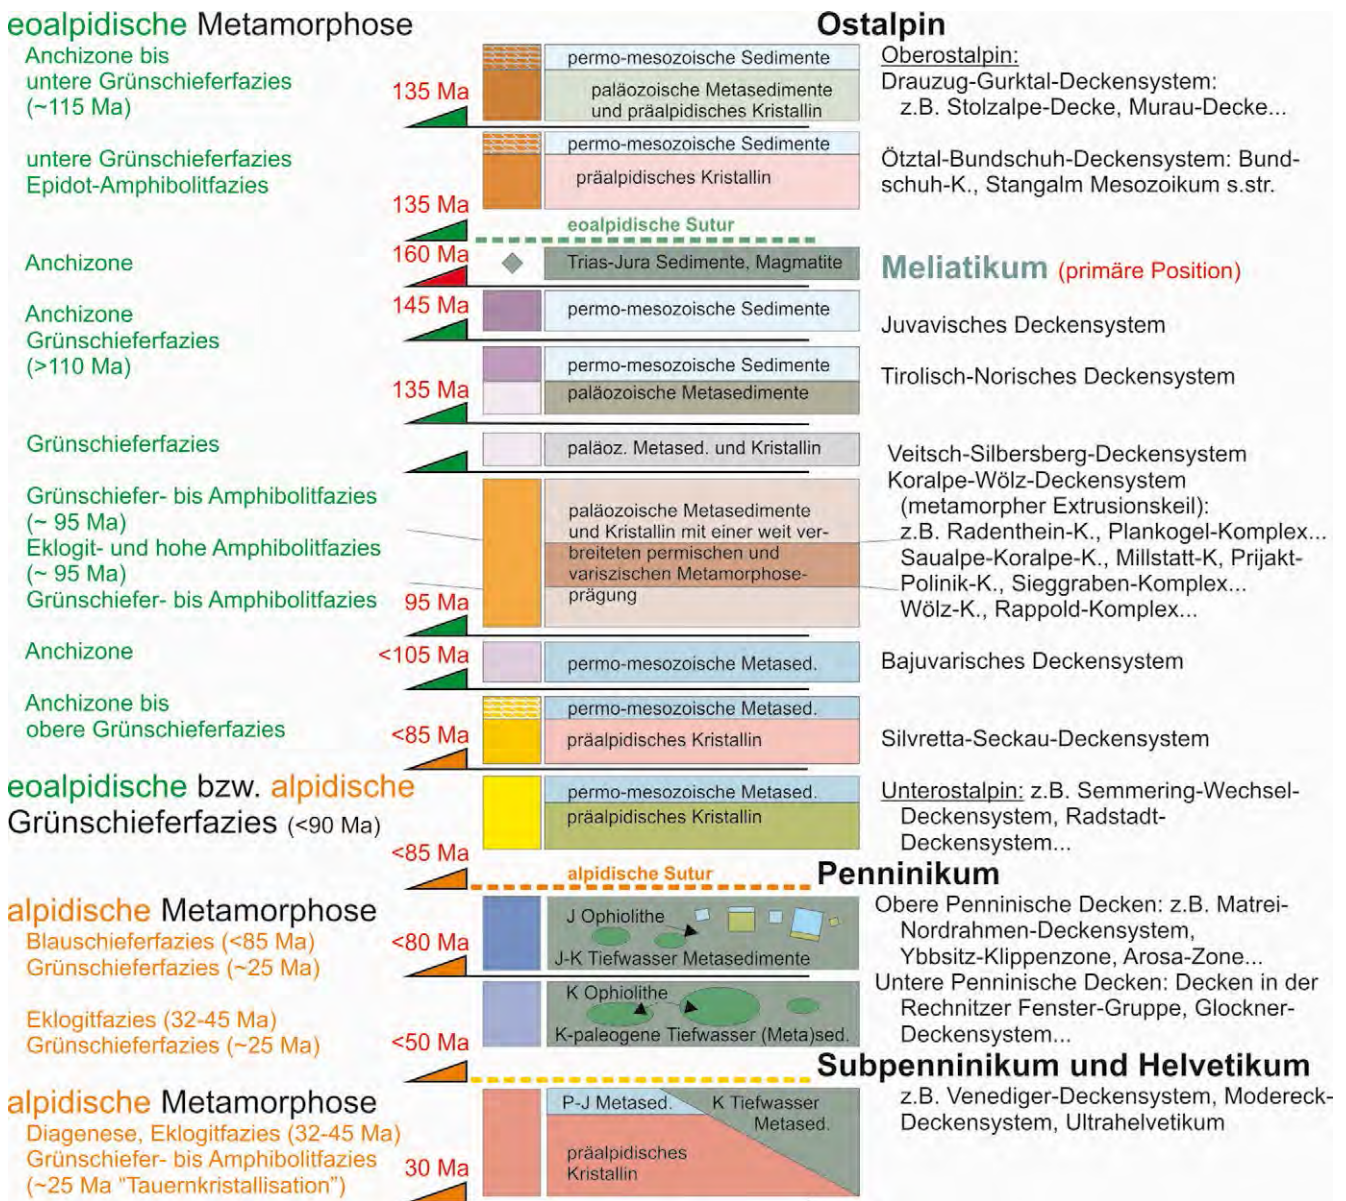 eoalpidische Metamorphose
Ostalpin
Anchizone bis
untere Grünschieferfazies
(~115 Ma)
135 Ma
permo-mesozoische Sedimente
paläozoische Metasedimente
und präalpidisches Kristallin
Oberostalpin:
Drauzug-Gurktal-Deckensystem:
z.B. Stolzalpe-Decke, Murau-Decke...
untere Grünschieferfazies
Epidot-Amphibolitfazies
135 Ma
permo-mesozoische Sedimente
präalpidisches Kristallin
Ötztal-Bundschuh-Deckensystem: Bund-
schuh-K., Stangalm Mesozoikum s.str.
eoalpidische Sutur
Anchizone
160 Ma
Trias-Jura Sedimente, Magmatite
Meliatikum (primäre Position)
Anchizone
Grünschieferfazies
(>110 Ma)
145 Ma
permo-mesozoische Sedimente
Juvavisches Deckensystem
135 Ma
permo-mesozoische Sedimente
paläozoische Metasedimente
Tirolisch-Norisches Deckensystem
Grünschieferfazies
paläoz. Metased. und Kristallin
Veitsch-Silbersberg-Deckensystem
Grünschiefer- bis Amphibolitfazies
(~ 95 Ma)
Eklogit- und hohe Amphibolitfazies
(~ 95 Ma)
Grünschiefer- bis Amphibolitfazies
95 Ma
paläozoische Metasedimente
und Kristallin mit einer weit ver-
breiteten permischen und
variszischen Metamorphose-
prägung
Koralpe-Wölz-Deckensystem
(metamorpher Extrusionskeil):
z.B. Radenthein-K., Plankogel-Komplex...
Saualpe-Koralpe-K., Millstatt-K, Prijakt-
Polinik-K., Sieggraben-Komplex...
Wölz-K., Rappold-Komplex...
Anchizone
<105 Ma
permo-mesozoische Metased.
Bajuvarisches Deckensystem
Anchizone bis
obere Grünschieferfazies
<85 Ma
permo-mesozoische Metased.
präalpidisches Kristallin
Silvretta-Seckau-Deckensystem
eoalpidische bzw. alpidische
Grünschieferfazies (<90 Ma)
<85 Ma
permo-mesozoische Metased.
präalpidisches Kristallin
Unterostalpin: z.B. Semmering-Wechsel-
Deckensystem, Radstadt-
Deckensystem...
alpidische Sutur
Penninikum
alpidische Metamorphose
Blauschieferfazies (<85 Ma)
Grünschieferfazies (~25 Ma)
<80 Ma
J Ophiolithe
J-K Tiefwasser Metasedimente
Obere Penninische Decken: z.B. Matrei-
Nordrahmen-Deckensystem,
Ybbsitz-Klippenzone, Arosa-Zone...
Eklogitfazies (32-45 Ma)
Grünschieferfazies (~25 Ma)
<50 Ma
K Ophiolithe
K-paleogene Tiefwasser (Meta)sed.
Untere Penninische Decken: Decken in der
Rechnitzer Fenster-Gruppe, Glockner-
Deckensystem...
Subpenninikum und Helvetikum
alpidische Metamorphose
Diagenese, Eklogitfazies (32-45 Ma)
Grünschiefer- bis Amphibolitfazies
(~25 Ma "Tauernkristallisation")
30 Ma
P-J Metased.
K Tiefwasser
Metased.
präalpidisches
Kristallin
z.B. Venediger-Deckensystem, Modereck-
Deckensystem, Ultrahelvetikum